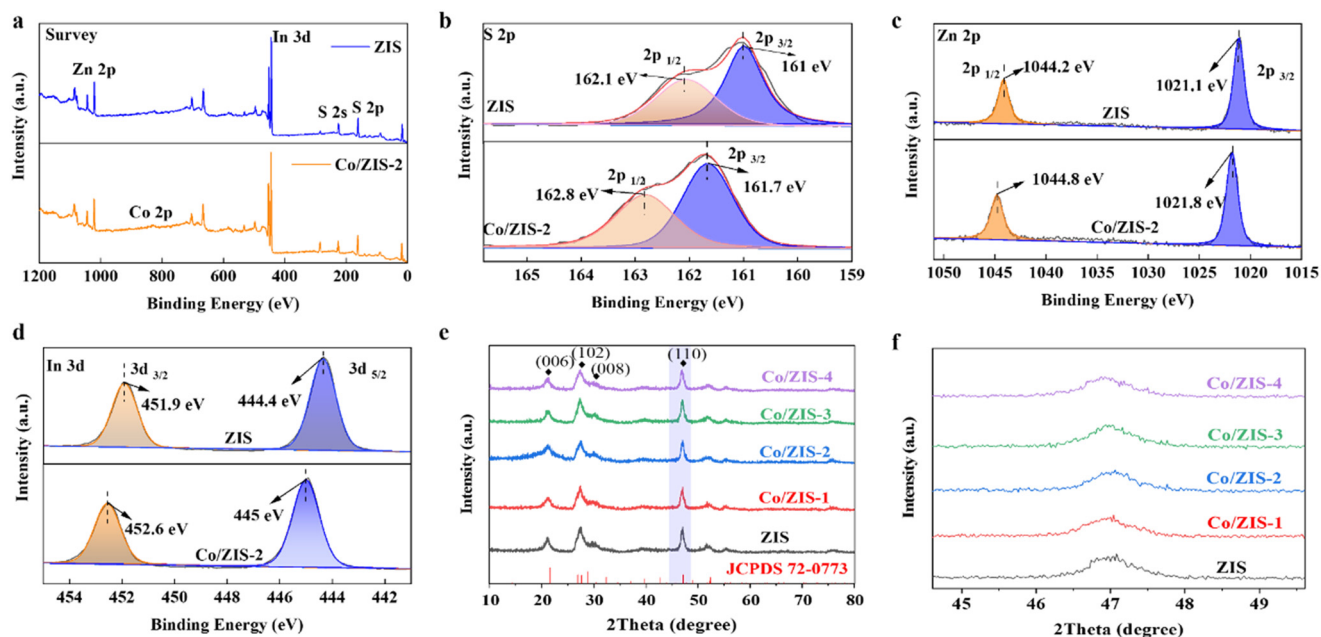 a
Survey
In 3d
ZIS
Zn 2p
S 2s
S 2p
Co/ZIS-2
Co 2p
Intensity (a.u.)
1200 1000 800 600 400 200 0
Binding Energy (eV)
b
S 2p
2p 3/2
2p 1/2
162.1 eV
161 eV
ZIS
2p 3/2
2p 1/2
162.8 eV
161.7 eV
Co/ZIS-2
Intensity (a.u.)
165 164 163 162 161 160 159
Binding Energy (eV)
c
Zn 2p
2p 1/2
1044.2 eV
1021.1 eV
2p 3/2
ZIS
1044.8 eV
1021.8 eV
Co/ZIS-2
Intensity (a.u.)
1050 1045 1040 1035 1030 1025 1020 1015
Binding Energy (eV)
d
In 3d
3d 3/2
451.9 eV
444.4 eV
3d 5/2
ZIS
452.6 eV
445 eV
Co/ZIS-2
Intensity (a.u.)
454 452 450 448 446 444 442
Binding Energy (eV)
e
(006)
(102)
(008)
(110)
Co/ZIS-4
Co/ZIS-3
Co/ZIS-2
Co/ZIS-1
ZIS
JCPDS 72-0773
Intensity (a.u.)
10 20 30 40 50 60 70 80
2Theta (degree)
f
Co/ZIS-4
Co/ZIS-3
Co/ZIS-2
Co/ZIS-1
ZIS
Intensity (a.u.)
45 46 47 48 49
2Theta (degree)